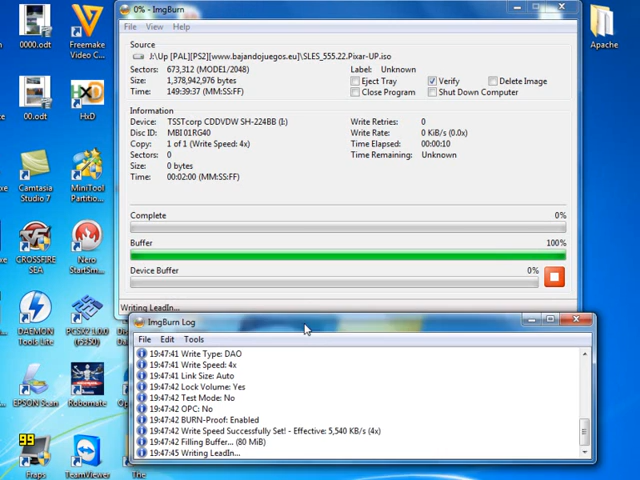 0% - ImgBurn
File View Help
Source
J:\Up [PAL][PS2][www.bajandojuegos.eu]\SLES_555.22.Pixar-UP.iso
Sectors: 673,312 (MODE1/2048)
Label: Unknown
Size: 1,378,942,976 bytes
Eject Tray
Verify
Delete Image
Time: 149:39:37 (MM:SS:FF)
Close Program
Shut Down Computer
Information
Device: TSSTcorp CDDVDW SH-224BB (I:)
Write Retries: 0
Disc ID: MBI01RG40
Write Rate: 0 KiB/s (0.0x)
Copy: 1 of 1 (Write Speed: 4x)
Time Elapsed: 00:00:10
Sectors: 0
Time Remaining: Unknown
Size: 0 bytes
Time: 00:02:00 (MM:SS:FF)
Complete
0%
Buffer
100%
Device Buffer
0%
Writing LeadIn...
ImgBurn Log
File Edit Tools
19:47:41 Write Type: DAO
19:47:41 Write Speed: 4x
19:47:41 Link Size: Auto
19:47:42 Lock Volume: Yes
19:47:42 Test Mode: No
19:47:42 OPC: No
19:47:42 BURN-Proof: Enabled
19:47:42 Write Speed Successfully Set! - Effective: 5,540 KB/s (4x)
19:47:42 Filling Buffer... (80 MiB)
19:47:45 Writing LeadIn...
0000.odt
Freemake
Video C...
Apache
00.odt
HxD
Camtasia
Studio 7
MiniTool
Partitio...
CROSSFIRE
SEA
Nero
StartSm...
DAEMON
Tools Lite
PCSX2 1.0.0
(r5350)
EPSON Scan
Robomate
99
Fraps
TeamViewer
The